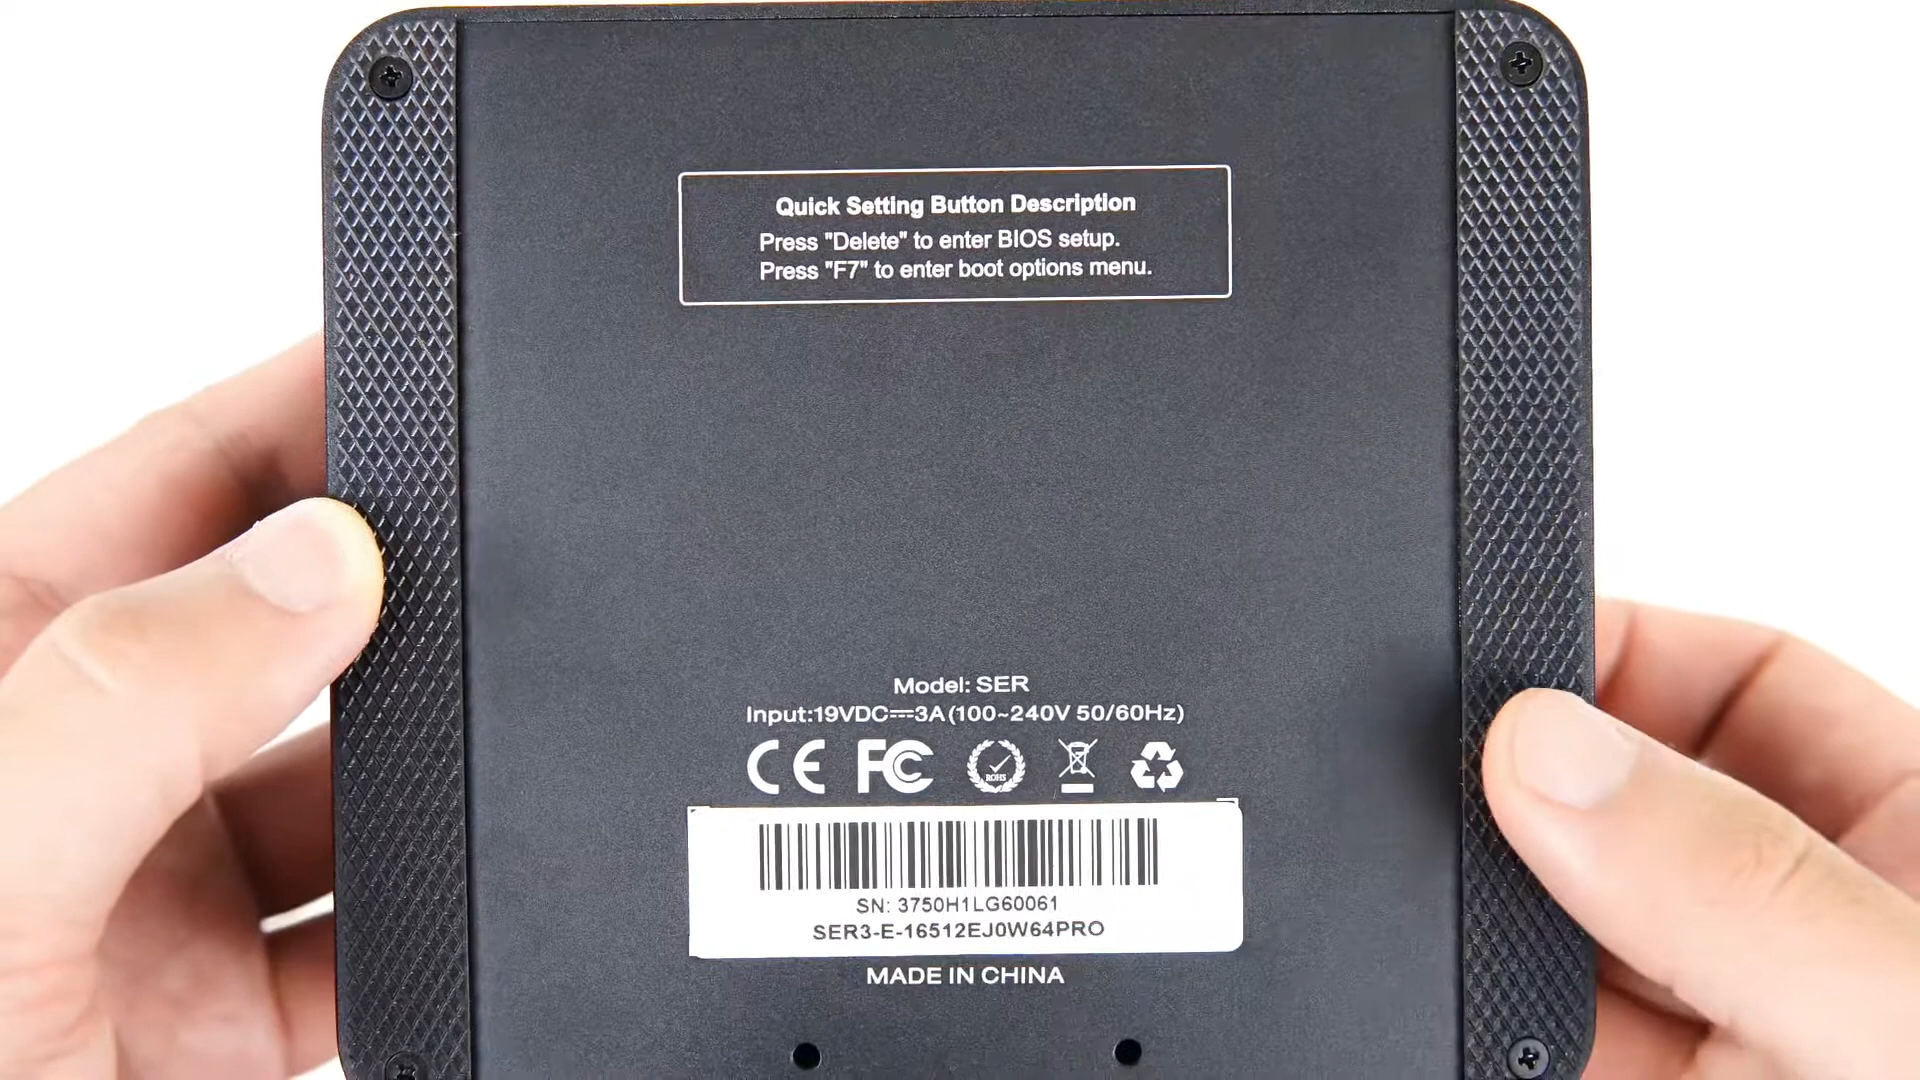 Quick Setting Button Description
Press "Delete" to enter BIOS setup.
Press "F7" to enter boot options menu.
Model: SER
Input:19VDC⎓3A(100~240V 50/60Hz)
CE FC ROHS
SN: 3750H1LG60061
SER3-E-16512EJ0W64PRO
MADE IN CHINA